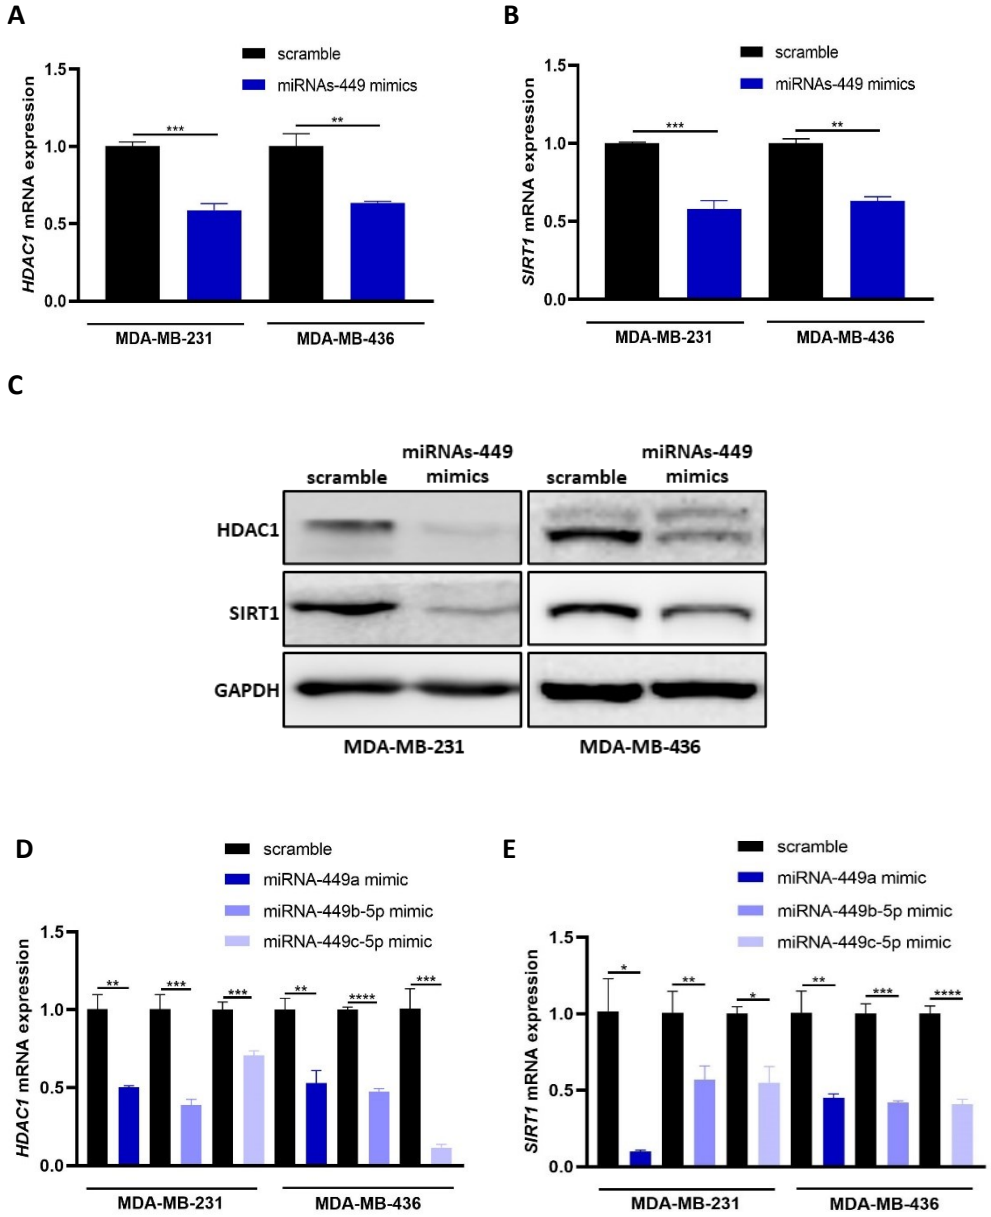 A
scramble
miRNAs-449 mimics
HDAC1 mRNA expression
1.5
1.0
0.5
0.0
***
**
MDA-MB-231
MDA-MB-436
B
scramble
miRNAs-449 mimics
SIRT1 mRNA expression
1.5
1.0
0.5
0.0
***
**
MDA-MB-231
MDA-MB-436
C
scramble
miRNAs-449
mimics
scramble
miRNAs-449
mimics
HDAC1
SIRT1
GAPDH
MDA-MB-231
MDA-MB-436
D
scramble
miRNA-449a mimic
miRNA-449b-5p mimic
miRNA-449c-5p mimic
HDAC1 mRNA expression
1.5
1.0
0.5
0.0
**
***
***
**
****
***
MDA-MB-231
MDA-MB-436
E
scramble
miRNA-449a mimic
miRNA-449b-5p mimic
miRNA-449c-5p mimic
SIRT1 mRNA expression
1.5
1.0
0.5
0.0
*
**
*
**
***
****
MDA-MB-231
MDA-MB-436